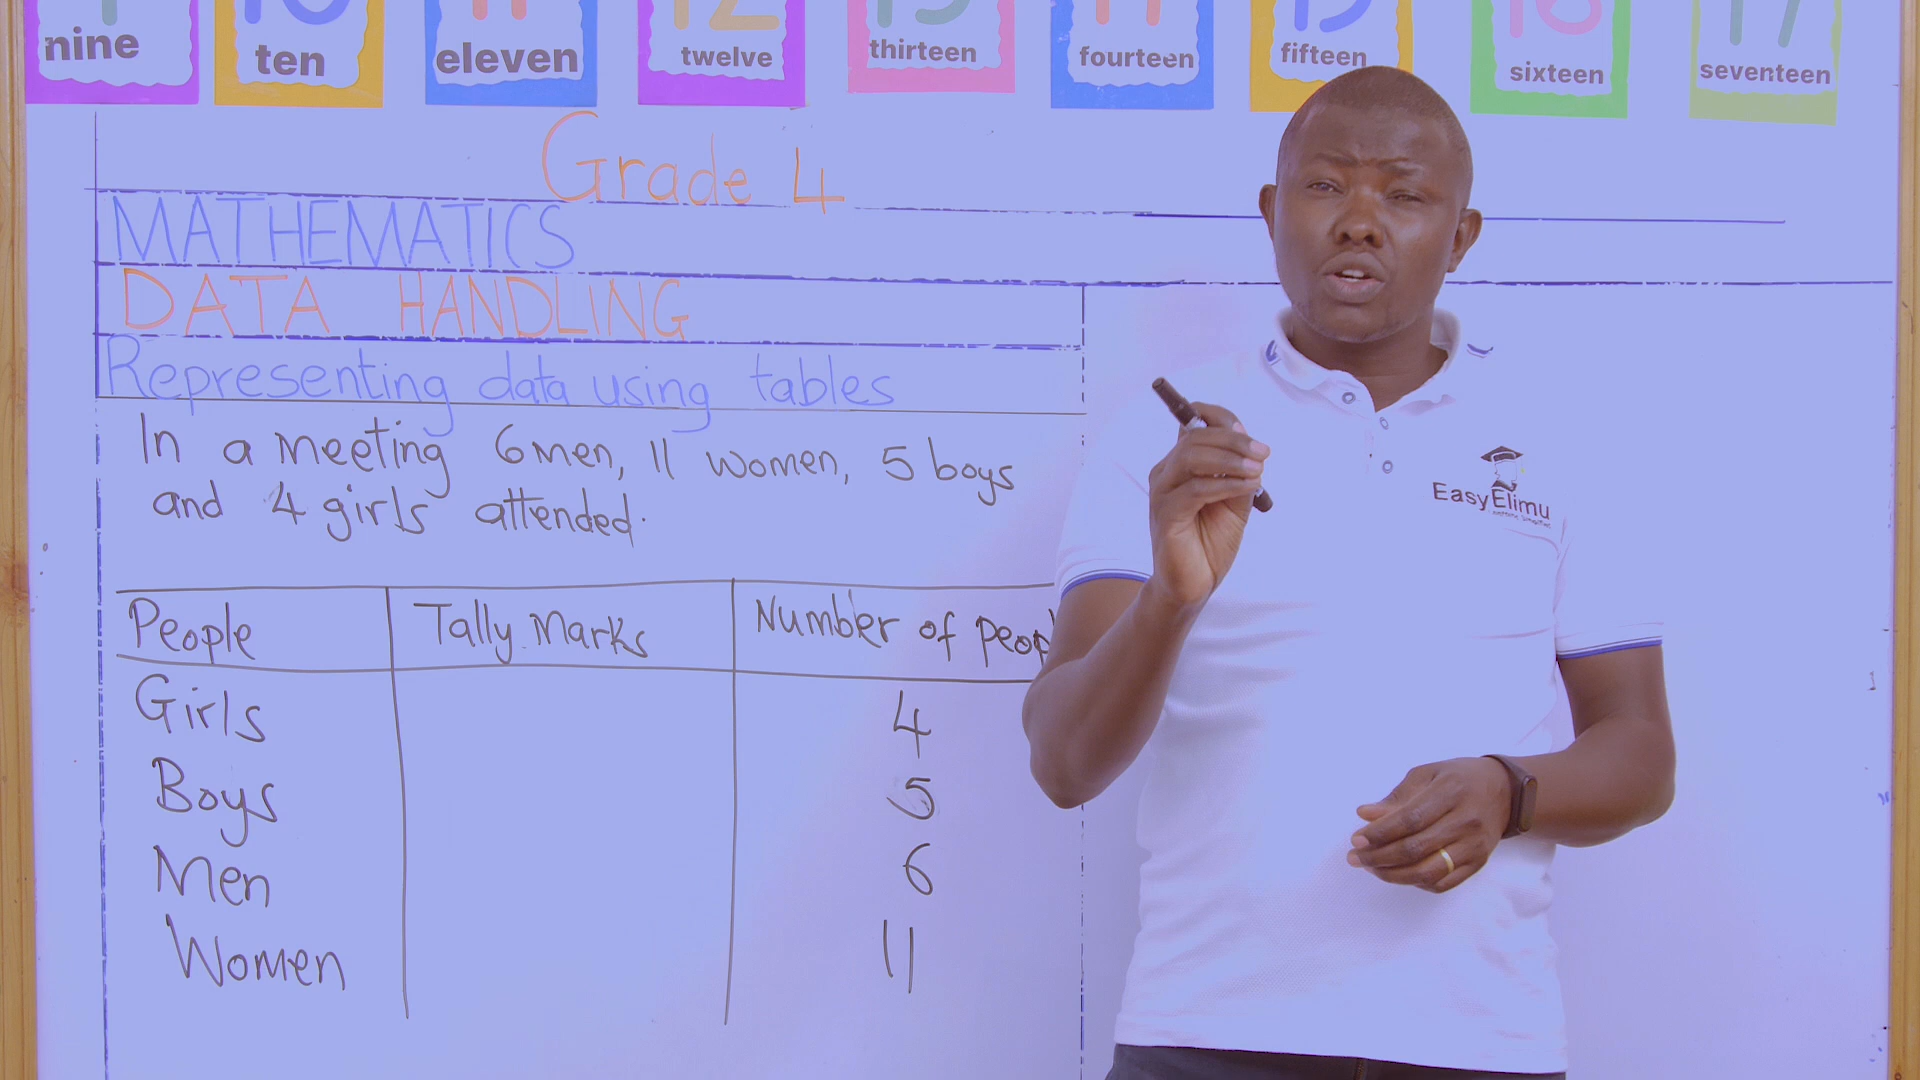 nine ten eleven twelve thirteen fourteen fifteen sixteen seventeen
Grade 4
MATHEMATICS
DATA HANDLING
Representing data using tables
In a meeting 6 men, 11 women, 5 boys
and 4 girls attended.
EasyElimu
People Tally Marks Number of peop
Girls 4
Boys 5
Men 6
Women 11